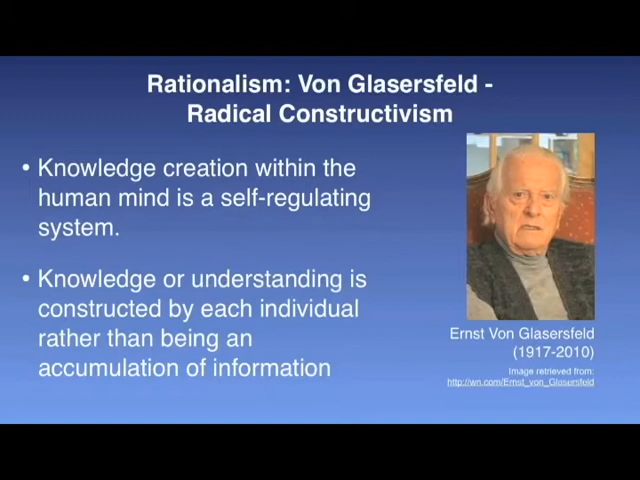 Rationalism: Von Glasersfeld -
Radical Constructivism
• Knowledge creation within the
human mind is a self-regulating
system.
• Knowledge or understanding is
constructed by each individual
rather than being an
accumulation of information
Ernst Von Glasersfeld
(1917-2010)
Image retrieved from:
http://wn.com/Ernst_von_Glasersfeld